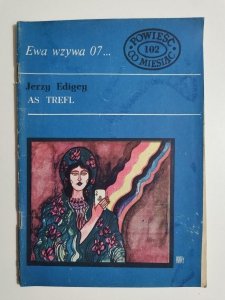 Ewa wzywa 07...
POWIEŚĆ
102
CO MIESIĄC
Jerzy Edigey
AS TREFL